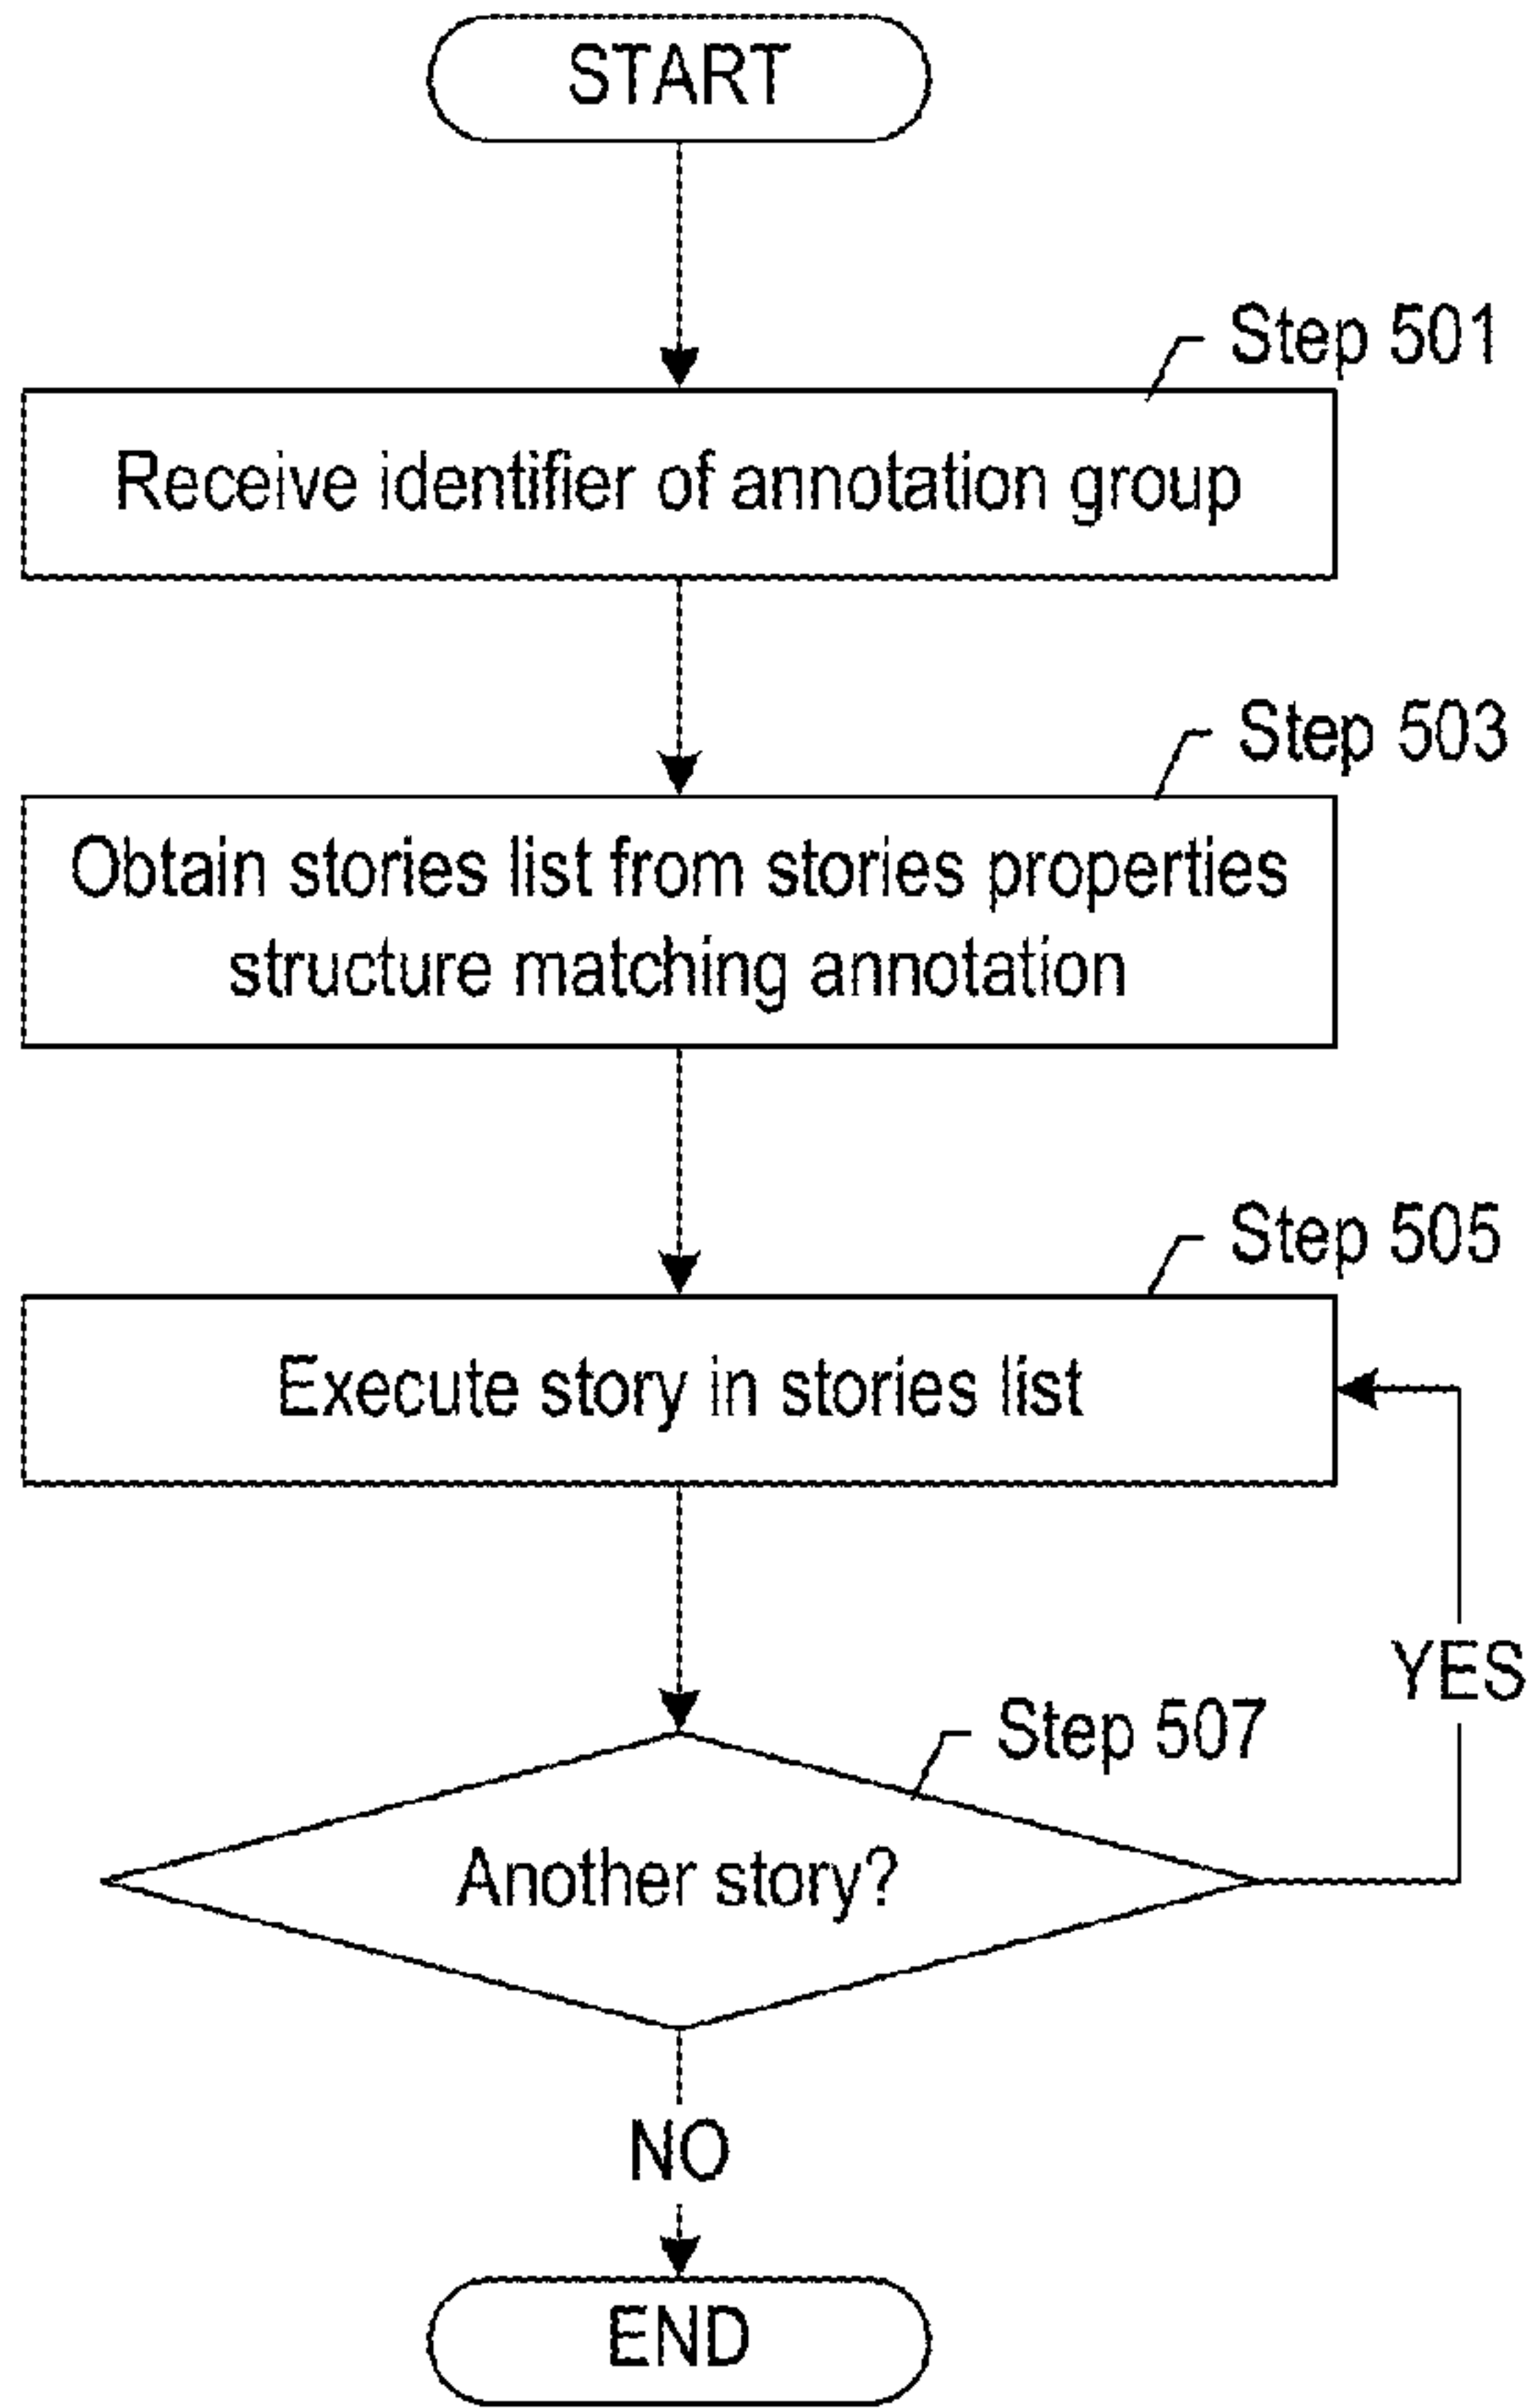 START
Step 501
Receive identifier of annotation group
Step 503
Obtain stories list from stories properties
structure matching annotation
Step 505
Execute story in stories list
YES
Step 507
Another story?
NO
END